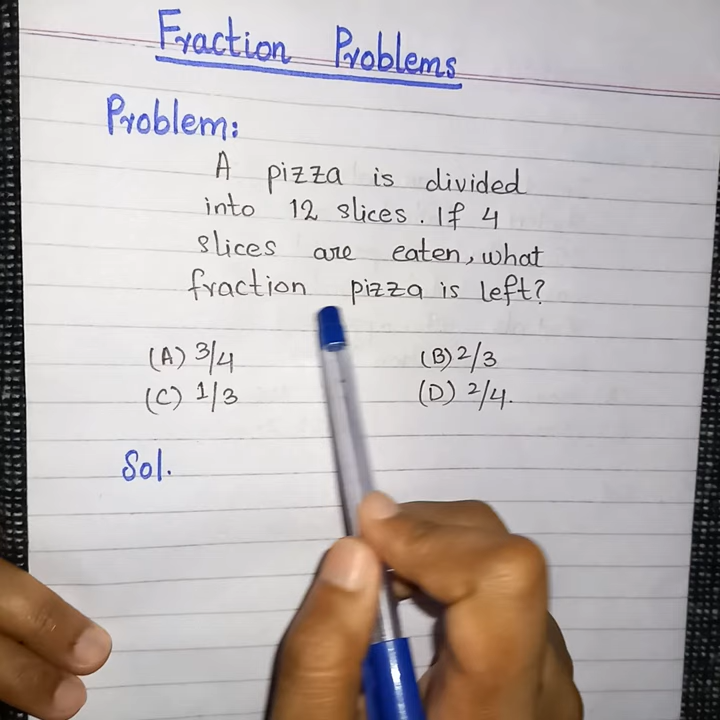 Fraction Problems
Problem:
A pizza is divided
into 12 slices. If 4
slices are eaten, what
fraction pizza is left?
(A) 3/4 (B) 2/3
(C) 1/3 (D) 2/4.
Sol.